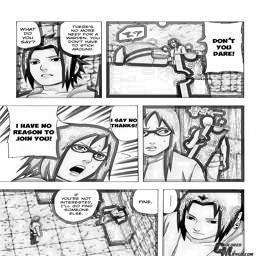 WHAT
DO
YOU
SAY?
THERE'S
NO MORE
NEED FOR A
WARDEN. YOU
DON'T HAVE
TO STICK
AROUND.
DON'T
YOU
DARE!
I HAVE NO
REASON TO
JOIN YOU!
I SAY NO
THANKS!
IF YOU'RE
NOT
INTERESTED,
I'LL GO FIND
SOMEONE
ELSE.
FINE.